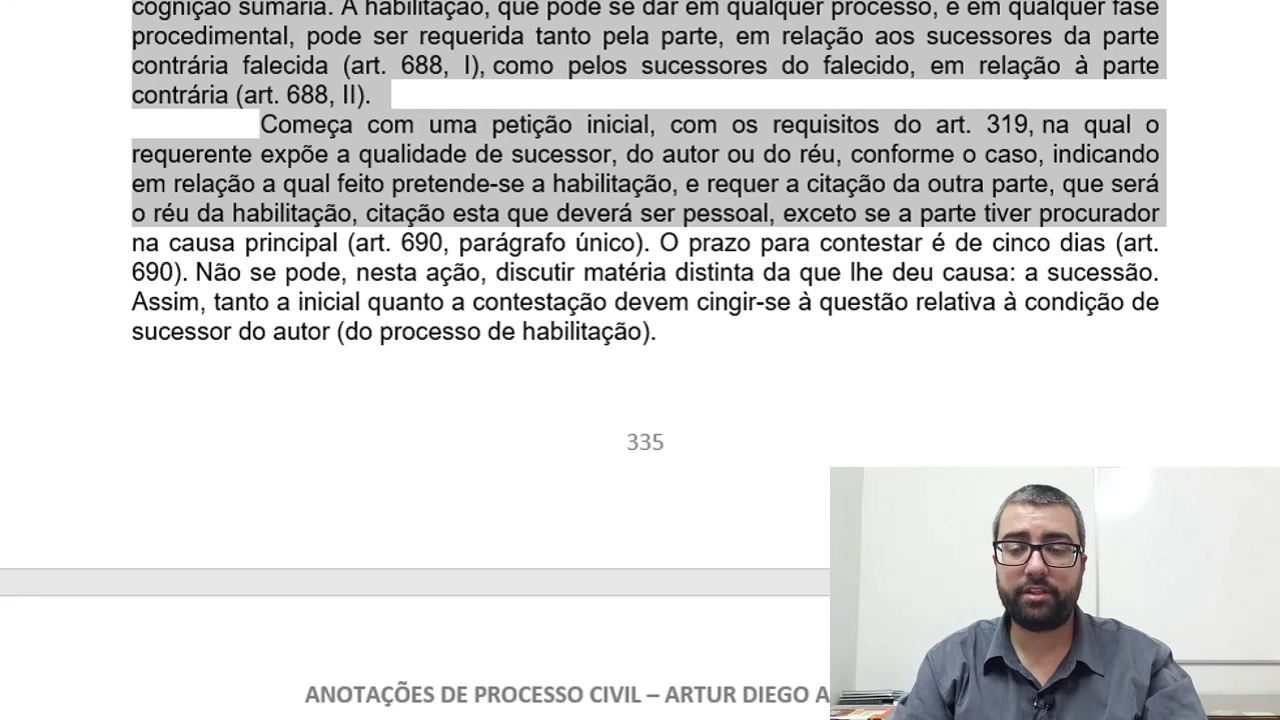 cognição sumária. A habilitação, que pode se dar em qualquer processo, e em qualquer fase
procedimental, pode ser requerida tanto pela parte, em relação aos sucessores da parte
contrária falecida (art. 688, I), como pelos sucessores do falecido, em relação à parte
contrária (art. 688, II).
Começa com uma petição inicial, com os requisitos do art. 319, na qual o
requerente expõe a qualidade de sucessor, do autor ou do réu, conforme o caso, indicando
em relação a qual feito pretende-se a habilitação, e requer a citação da outra parte, que será
o réu da habilitação, citação esta que deverá ser pessoal, exceto se a parte tiver procurador
na causa principal (art. 690, parágrafo único). O prazo para contestar é de cinco dias (art.
690). Não se pode, nesta ação, discutir matéria distinta da que lhe deu causa: a sucessão.
Assim, tanto a inicial quanto a contestação devem cingir-se à questão relativa à condição de
sucessor do autor (do processo de habilitação).
335
ANOTAÇÕES DE PROCESSO CIVIL – ARTUR DIEGO A